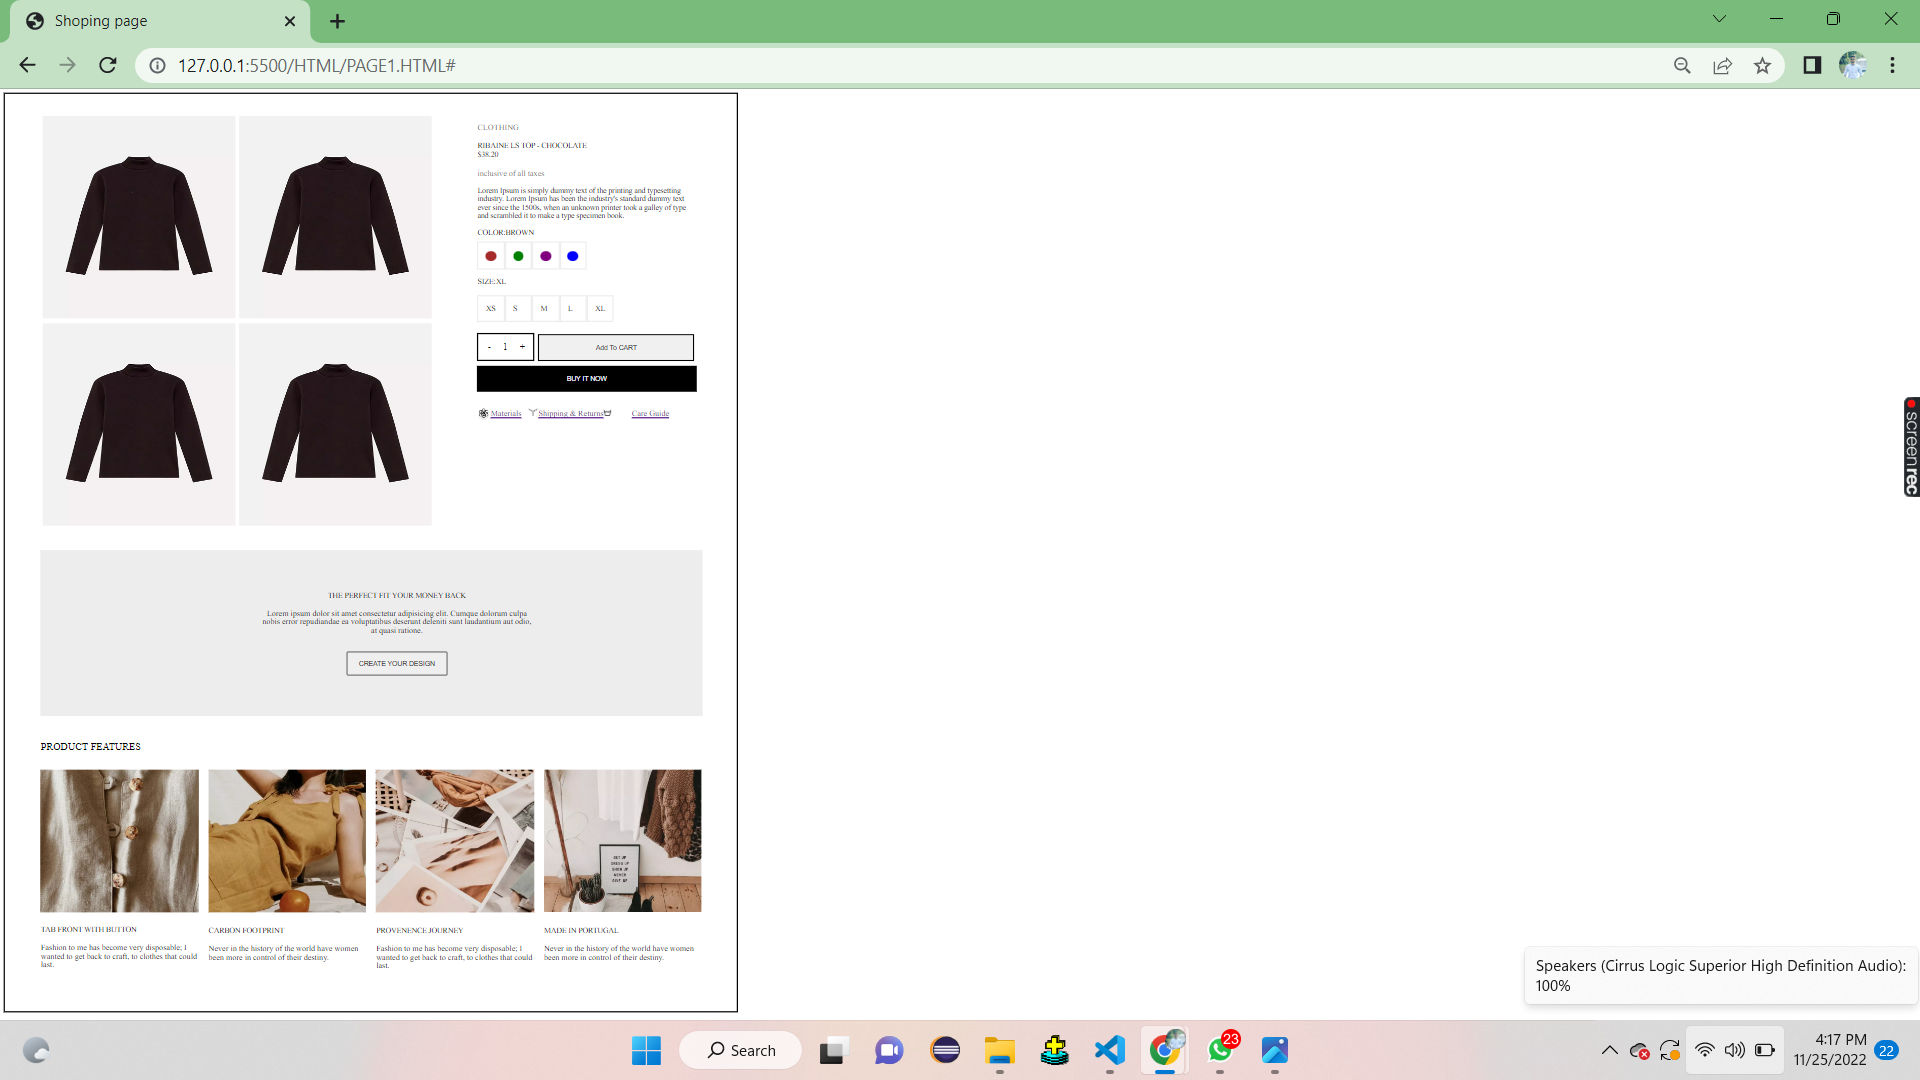 Shoping page
127.0.0.1:5500/HTML/PAGE1.HTML#
CLOTHING
RIBAINE LS TOP - CHOCOLATE
$38.20
inclusive of all taxes
Lorem Ipsum is simply dummy text of the printing and typesetting
industry. Lorem Ipsum has been the industry's standard dummy text
ever since the 1500s, when an unknown printer took a galley of type
and scrambled it to make a type specimen book.
COLOR:BROWN
SIZE:XL
XS S M L XL
- 1 + Add To CART
BUY IT NOW
Materials Shipping & Returns Care Guide
THE PERFECT FIT YOUR MONEY BACK
Lorem ipsum dolor sit amet consectetur adipisicing elit. Cumque dolorum culpa
nobis error repudiandae ea voluptatibus deserunt deleniti sunt laudantium aut odio,
at quasi ratione.
CREATE YOUR DESIGN
PRODUCT FEATURES
GET UP
DRESS UP
SHOW UP
NEVER
GIVE UP
TAB FRONT WITH BUTTON
Fashion to me has become very disposable; I
wanted to get back to craft, to clothes that could
last.
CARBON FOOTPRINT
Never in the history of the world have women
been more in control of their destiny.
PROVENENCE JOURNEY
Fashion to me has become very disposable; I
wanted to get back to craft, to clothes that could
last.
MADE IN PORTUGAL
Never in the history of the world have women
been more in control of their destiny.
screenrec
Speakers (Cirrus Logic Superior High Definition Audio):
100%
Search
23
4:17 PM
11/25/2022
22